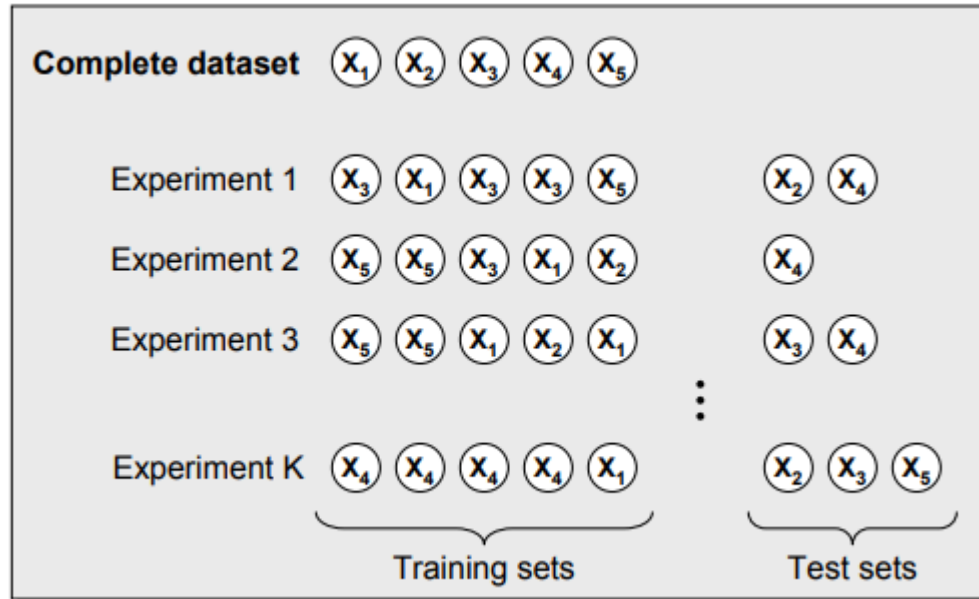 Complete dataset X₁ X₂ X₃ X₄ X₅
Experiment 1 X₃ X₁ X₃ X₃ X₅ X₂ X₄
Experiment 2 X₅ X₅ X₃ X₁ X₂ X₄
Experiment 3 X₅ X₅ X₁ X₂ X₁ X₃ X₄
⋮
Experiment K X₄ X₄ X₄ X₄ X₁ X₂ X₃ X₅
Training sets Test sets